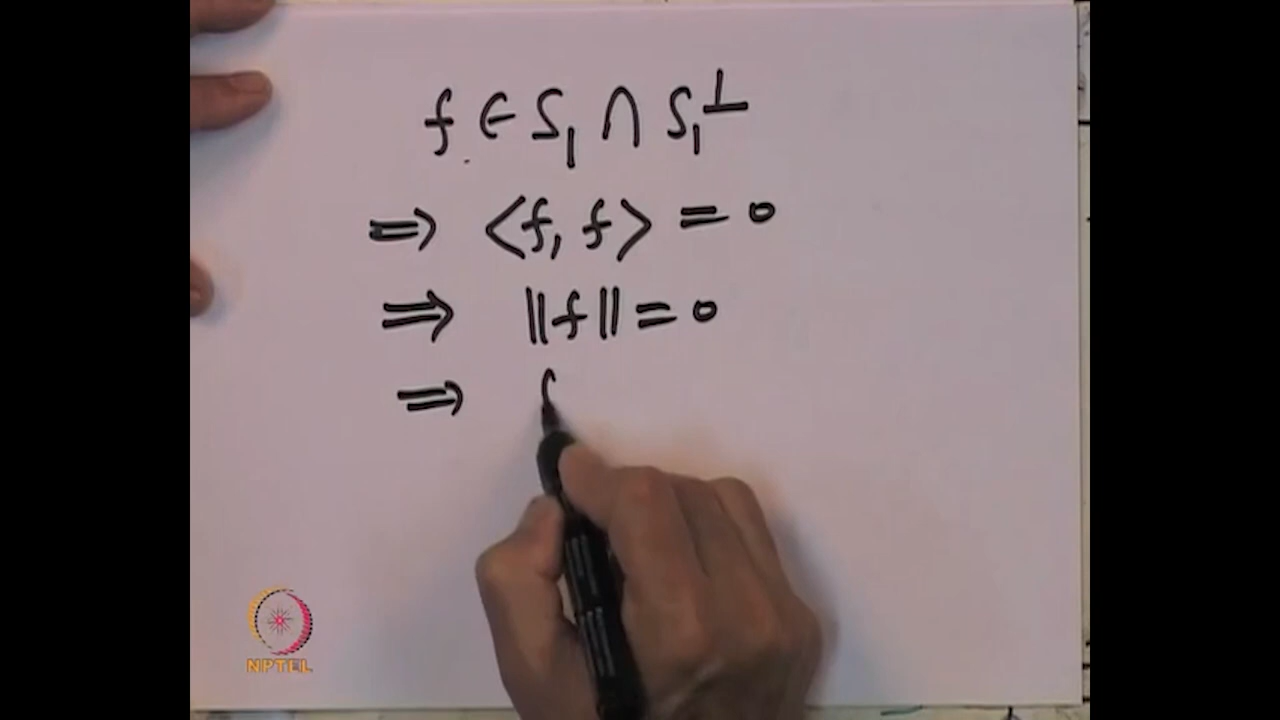 f ∈ S₁ ∩ S₁^⊥
⇒ <f, f> = 0
⇒ ||f|| = 0
⇒
NPTEL